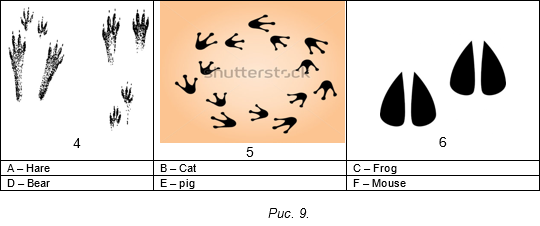 shutterstock
4 5 6
A – Hare B – Cat C – Frog
D – Bear E – pig F – Mouse
Рис. 9.